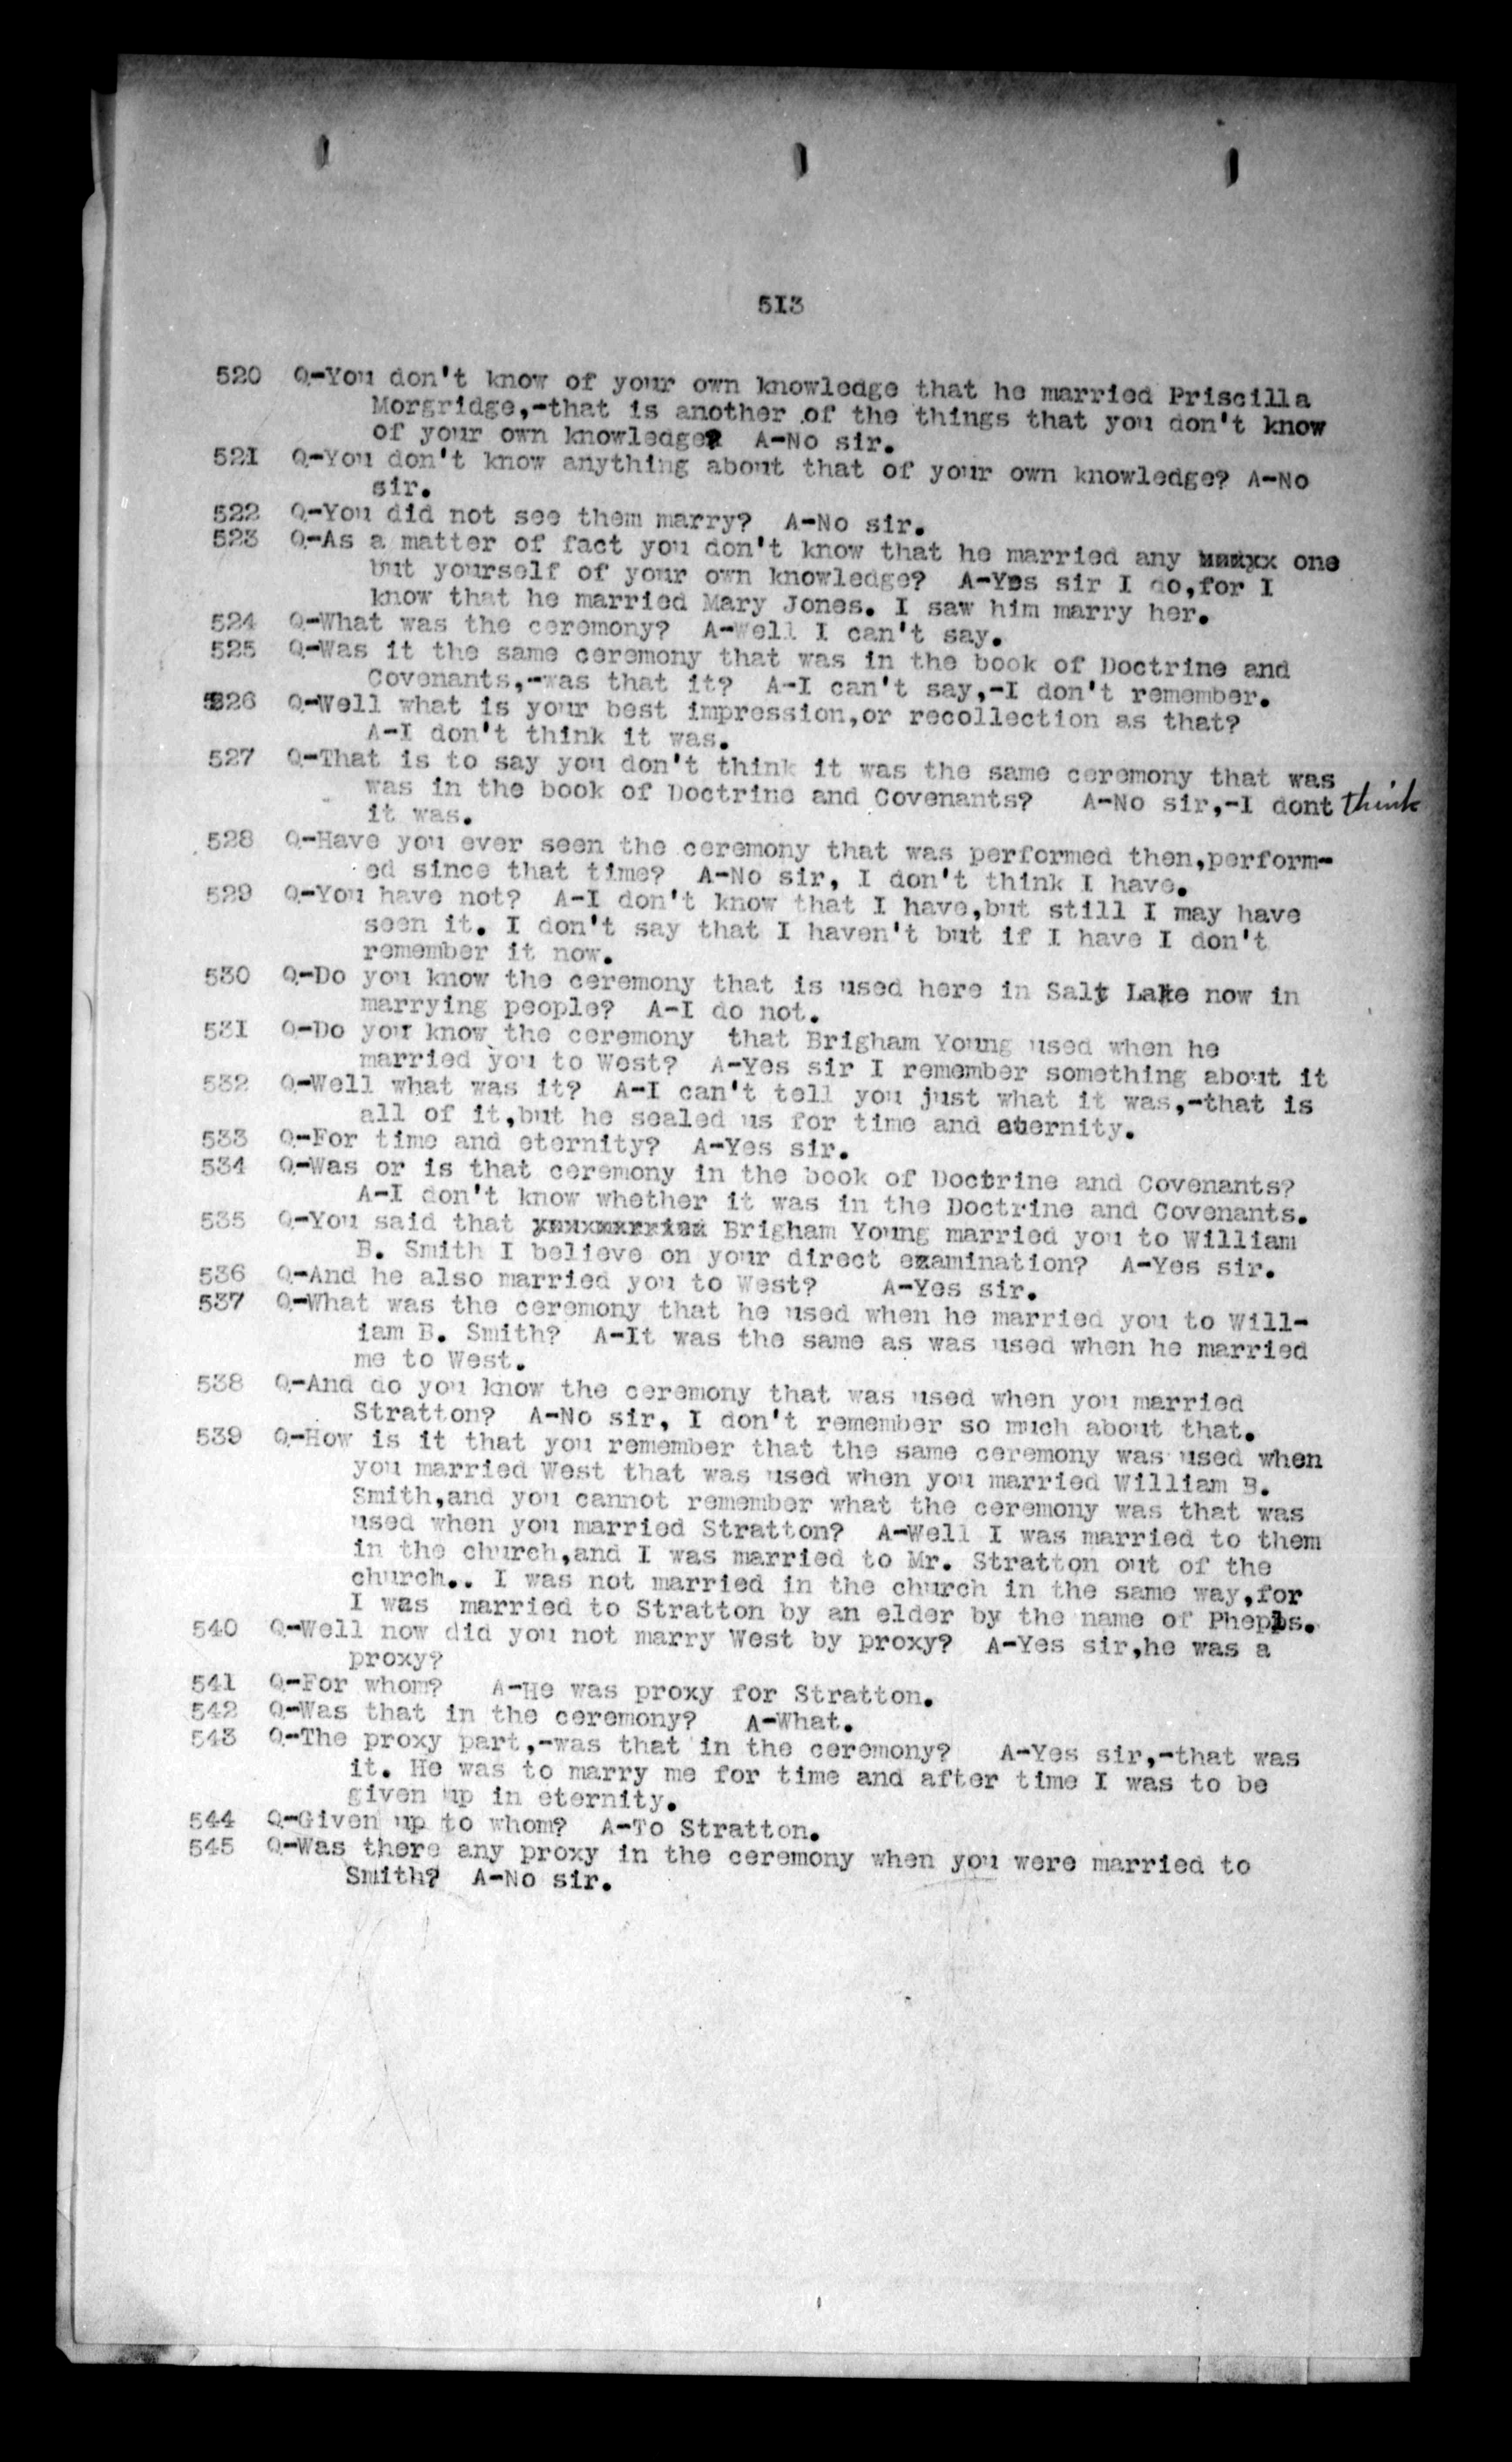 513
520 Q-You don't know of your own knowledge that he married Priscilla
Morgridge,-that is another of the things that you don't know
of your own knowledge? A-No sir.
521 Q-You don't know anything about that of your own knowledge? A-No
sir.
522 Q-You did not see them marry? A-No sir.
523 Q-As a matter of fact you don't know that he married any one
but yourself of your own knowledge? A-Yes sir I do,for I
know that he married Mary Jones. I saw him marry her.
524 Q-What was the ceremony? A-Well I can't say.
525 Q-Was it the same ceremony that was in the book of Doctrine and
Covenants,-was that it? A-I can't say,-I don't remember.
526 Q-Well what is your best impression,or recollection as that?
A-I don't think it was.
527 Q-That is to say you don't think it was the same ceremony that was
was in the book of Doctrine and Covenants? A-No sir,-I dont think
it was.
528 Q-Have you ever seen the ceremony that was performed then,perform-
ed since that time? A-No sir, I don't think I have.
529 Q-You have not? A-I don't know that I have,but still I may have
seen it. I don't say that I haven't but if I have I don't
remember it now.
530 Q-Do you know the ceremony that is used here in Salt Lake now in
marrying people? A-I do not.
531 Q-Do you know the ceremony that Brigham Young used when he
married you to West? A-Yes sir I remember something about it
532 Q-Well what was it? A-I can't tell you just what it was,-that is
all of it,but he sealed us for time and eternity.
533 Q-For time and eternity? A-Yes sir.
534 Q-Was or is that ceremony in the book of Doctrine and Covenants?
A-I don't know whether it was in the Doctrine and Covenants.
535 Q-You said that Brigham Young married you to William
B. Smith I believe on your direct examination? A-Yes sir.
536 Q-And he also married you to West? A-Yes sir.
537 Q-What was the ceremony that he used when he married you to Will-
iam B. Smith? A-It was the same as was used when he married
me to West.
538 Q-And do you know the ceremony that was used when you married
Stratton? A-No sir, I don't remember so much about that.
539 Q-How is it that you remember that the same ceremony was used when
you married West that was used when you married William B.
Smith,and you cannot remember what the ceremony was that was
used when you married Stratton? A-Well I was married to them
in the church,and I was married to Mr. Stratton out of the
church.. I was not married in the church in the same way,for
I was married to Stratton by an elder by the name of Phepls.
540 Q-Well now did you not marry West by proxy? A-Yes sir,he was a
proxy?
541 Q-For whom? A-He was proxy for Stratton.
542 Q-Was that in the ceremony? A-What.
543 Q-The proxy part,-was that in the ceremony? A-Yes sir,-that was
it. He was to marry me for time and after time I was to be
given up in eternity.
544 Q-Given up to whom? A-To Stratton.
545 Q-Was there any proxy in the ceremony when you were married to
Smith? A-No sir.